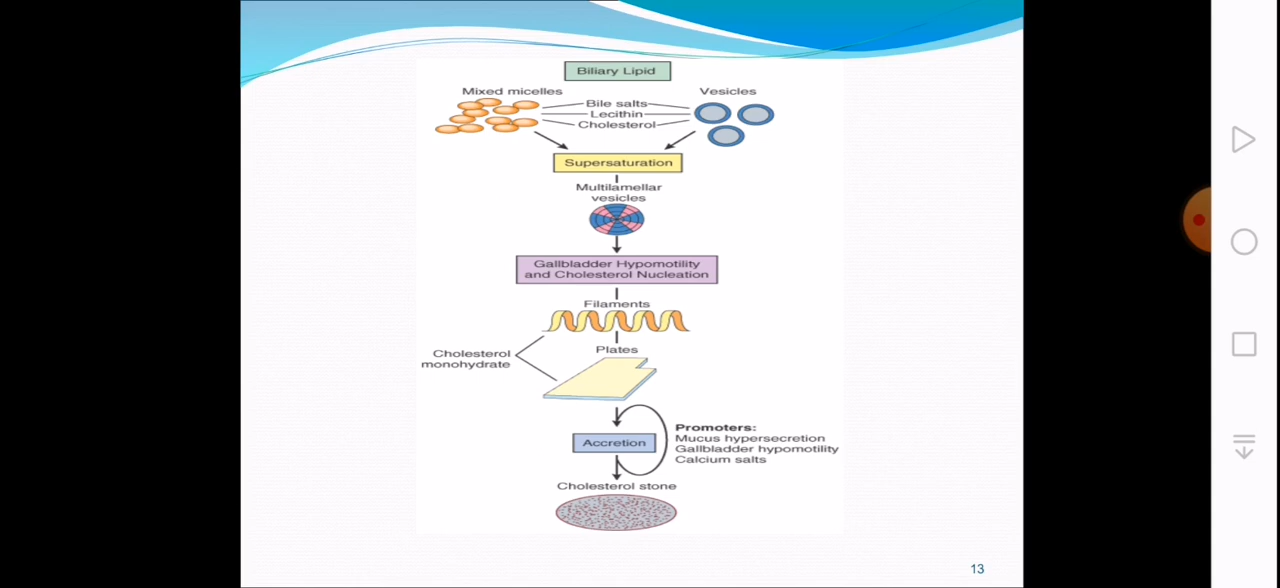 Biliary Lipid
Mixed micelles
Vesicles
Bile salts
Lecithin
Cholesterol
Supersaturation
Multilamellar
vesicles
Gallbladder Hypomotility
and Cholesterol Nucleation
Filaments
Plates
Cholesterol
monohydrate
Accretion
Promoters:
Mucus hypersecretion
Gallbladder hypomotility
Calcium salts
Cholesterol stone
13